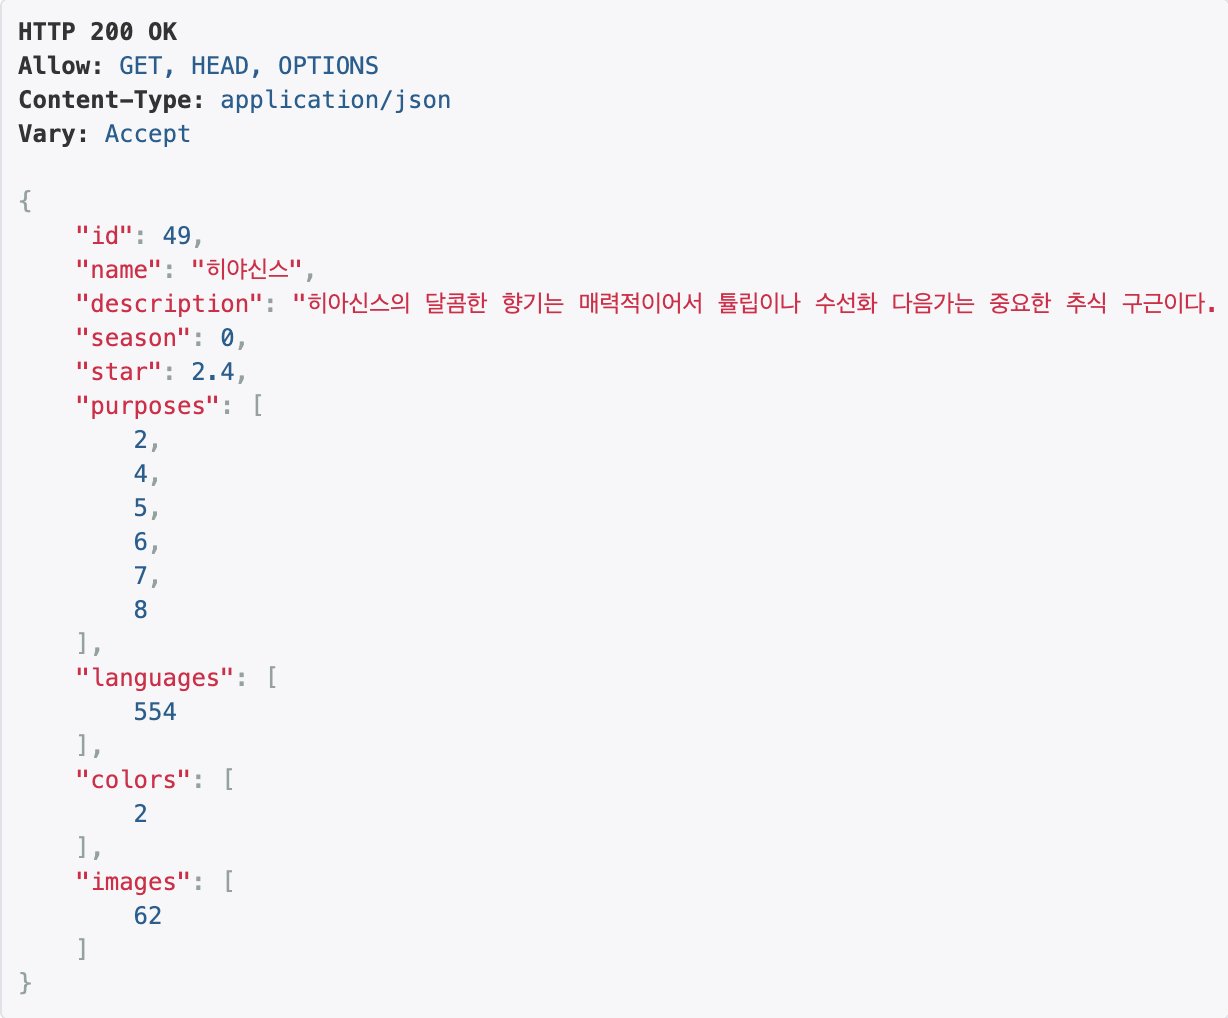 HTTP 200 OK
Allow: GET, HEAD, OPTIONS
Content-Type: application/json
Vary: Accept
{
    "id": 49,
    "name": "히야신스",
    "description": "히아신스의 달콤한 향기는 매력적이어서 튤립이나 수선화 다음가는 중요한 추식 구근이다.
    "season": 0,
    "star": 2.4,
    "purposes": [
        2,
        4,
        5,
        6,
        7,
        8
    ],
    "languages": [
        554
    ],
    "colors": [
        2
    ],
    "images": [
        62
    ]
}